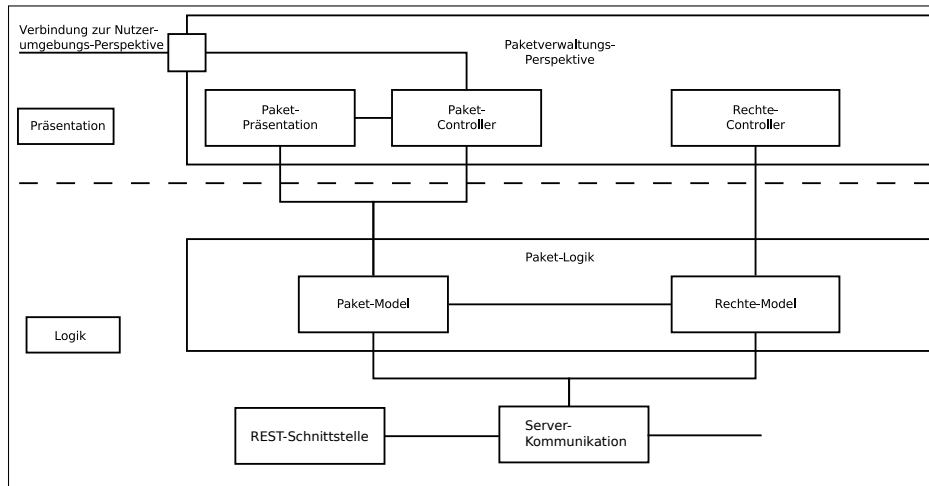 Verbindung zur Nutzer-
umgebungs-Perspektive
Paketverwaltungs-
Perspektive
Präsentation
Paket-
Präsentation
Paket-
Controller
Rechte-
Controller
Paket-Logik
Paket-Model
Rechte-Model
Logik
REST-Schnittstelle
Server-
Kommunikation